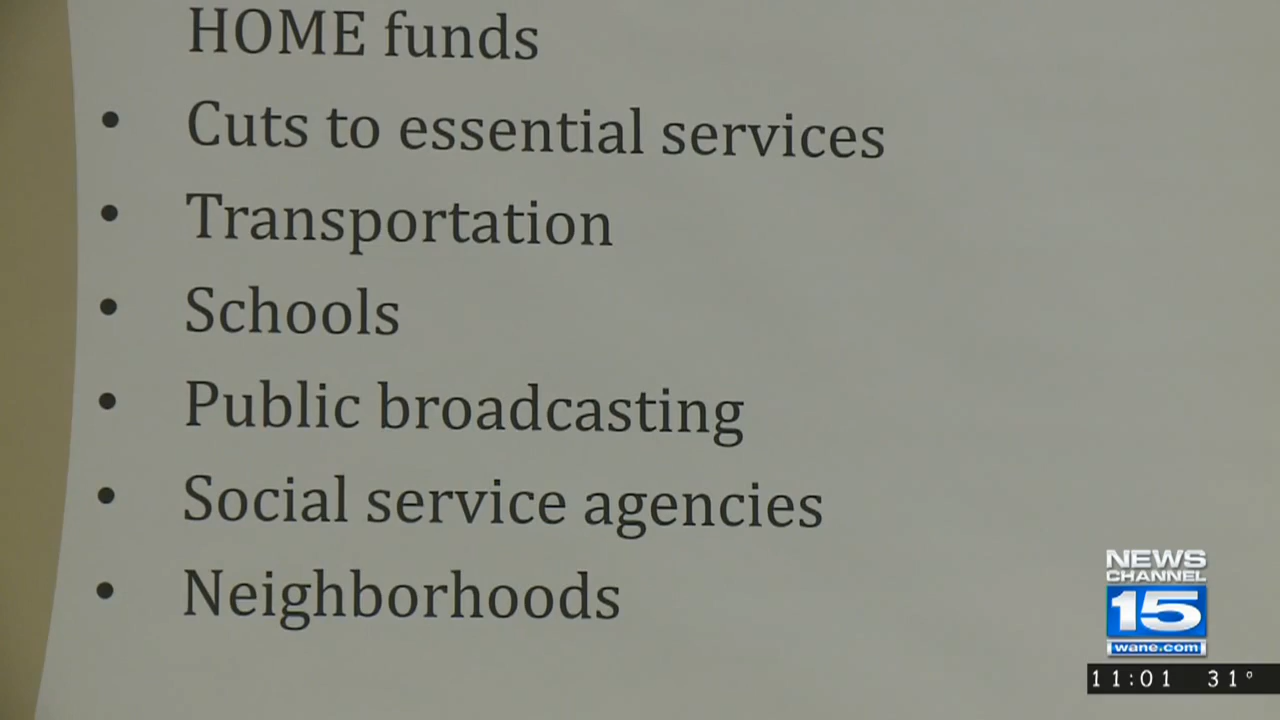 HOME funds
• Cuts to essential services
• Transportation
• Schools
• Public broadcasting
• Social service agencies
• Neighborhoods
NEWS
CHANNEL
15
wane.com
11:01 31°